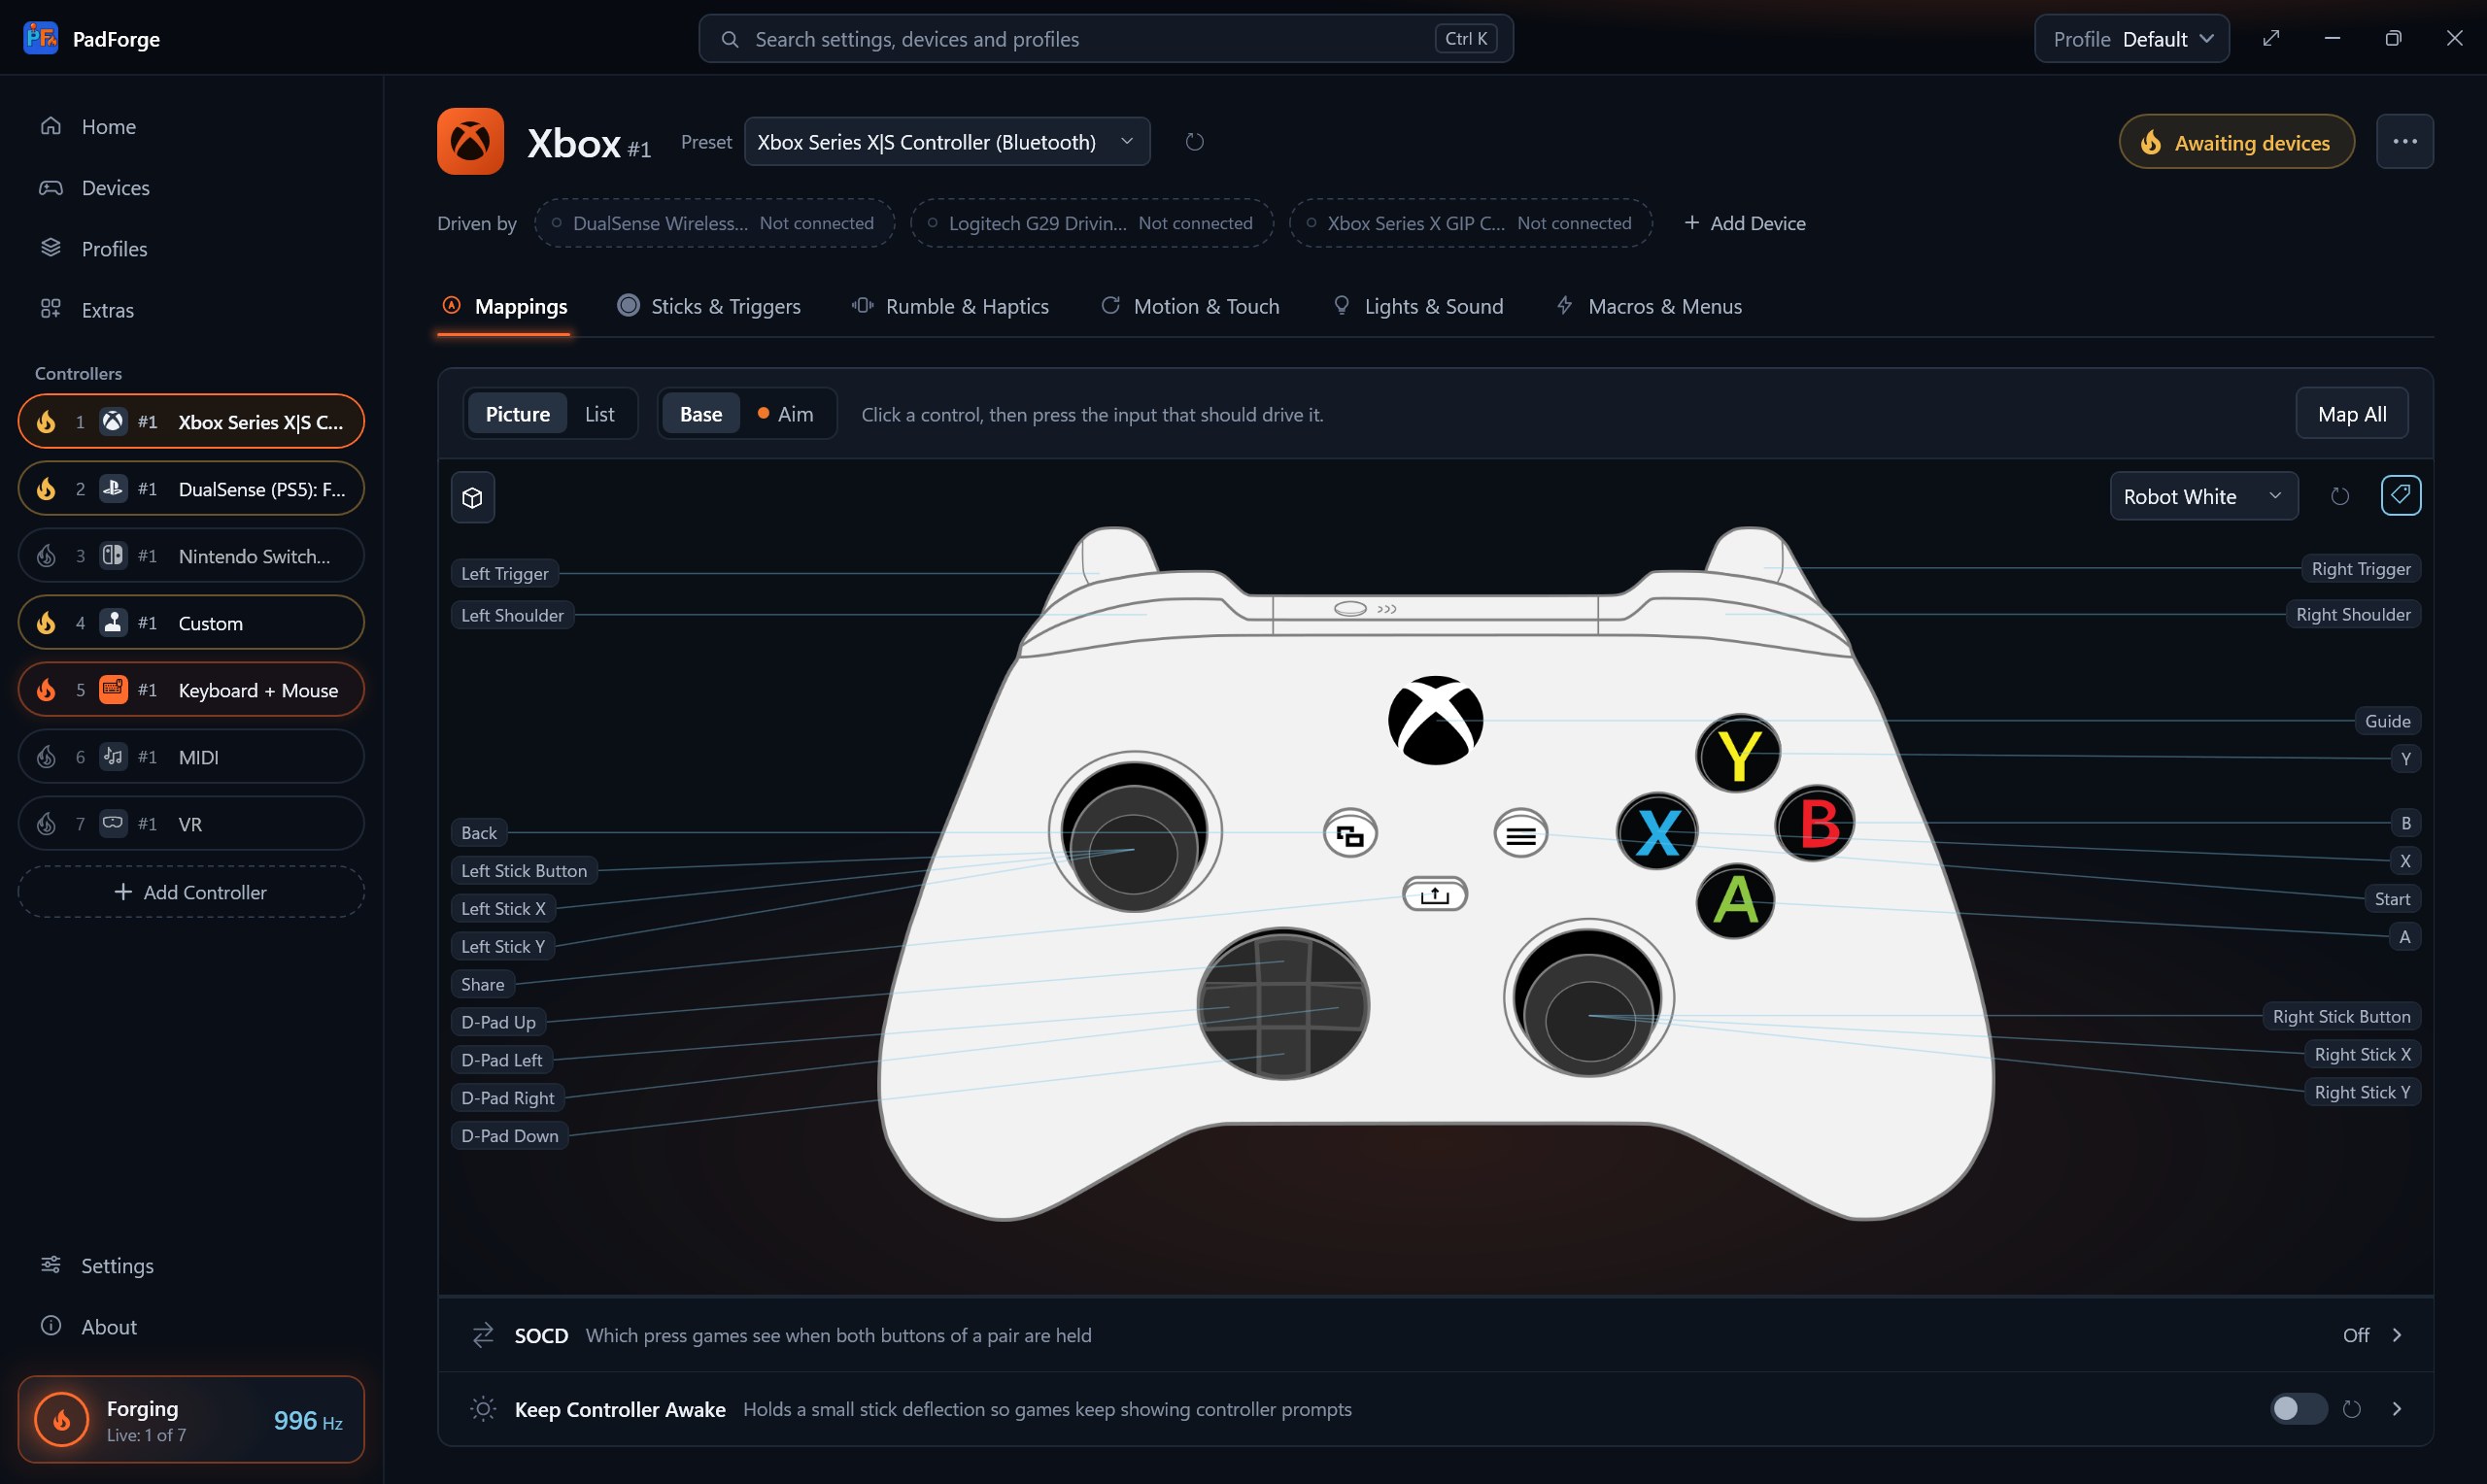 PadForge
Search settings, devices and profiles Ctrl K
Profile Default
Home
Devices
Profiles
Extras
Controllers
1 #1 Xbox Series X|S C...
2 #1 DualSense (PS5): F...
3 #1 Nintendo Switch...
4 #1 Custom
5 #1 Keyboard + Mouse
6 #1 MIDI
7 #1 VR
+ Add Controller
Settings
About
Forging
Live: 1 of 7
996 Hz
Xbox #1 Preset Xbox Series X|S Controller (Bluetooth)
Awaiting devices
Driven by DualSense Wireless... Not connected Logitech G29 Drivin... Not connected Xbox Series X GIP C... Not connected + Add Device
Mappings Sticks & Triggers Rumble & Haptics Motion & Touch Lights & Sound Macros & Menus
Picture List Base Aim Click a control, then press the input that should drive it. Map All
Robot White
Left Trigger
Left Shoulder
Back
Left Stick Button
Left Stick X
Left Stick Y
Share
D-Pad Up
D-Pad Left
D-Pad Right
D-Pad Down
Y
X
B
A
Right Trigger
Right Shoulder
Guide
Y
B
X
Start
A
Right Stick Button
Right Stick X
Right Stick Y
SOCD Which press games see when both buttons of a pair are held Off
Keep Controller Awake Holds a small stick deflection so games keep showing controller prompts